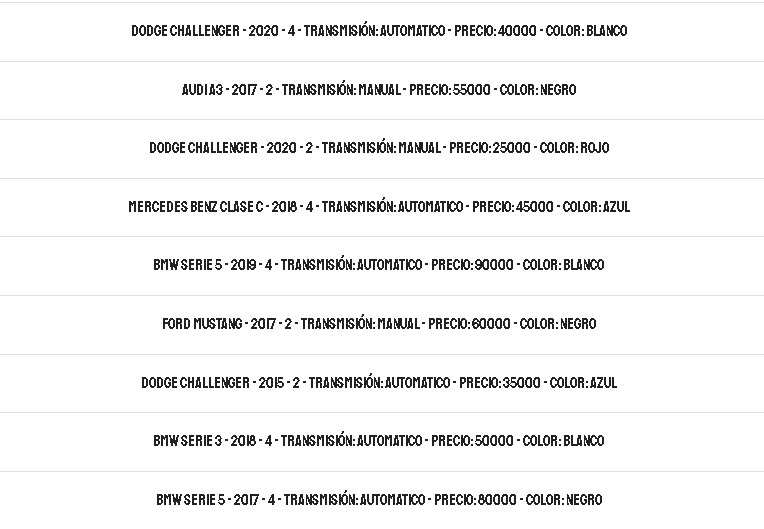 DODGE CHALLENGER - 2020 - 4 - TRANSMISIÓN: AUTOMATICO - PRECIO: 40000 - COLOR: BLANCO
AUDI A3 - 2017 - 2 - TRANSMISIÓN: MANUAL - PRECIO: 55000 - COLOR: NEGRO
DODGE CHALLENGER - 2020 - 2 - TRANSMISIÓN: MANUAL - PRECIO: 25000 - COLOR: ROJO
MERCEDES BENZ CLASE C - 2018 - 4 - TRANSMISIÓN: AUTOMATICO - PRECIO: 45000 - COLOR: AZUL
BMW SERIE 5 - 2019 - 4 - TRANSMISIÓN: AUTOMATICO - PRECIO: 90000 - COLOR: BLANCO
FORD MUSTANG - 2017 - 2 - TRANSMISIÓN: MANUAL - PRECIO: 60000 - COLOR: NEGRO
DODGE CHALLENGER - 2015 - 2 - TRANSMISIÓN: AUTOMATICO - PRECIO: 35000 - COLOR: AZUL
BMW SERIE 3 - 2018 - 4 - TRANSMISIÓN: AUTOMATICO - PRECIO: 50000 - COLOR: BLANCO
BMW SERIE 5 - 2017 - 4 - TRANSMISIÓN: AUTOMATICO - PRECIO: 80000 - COLOR: NEGRO